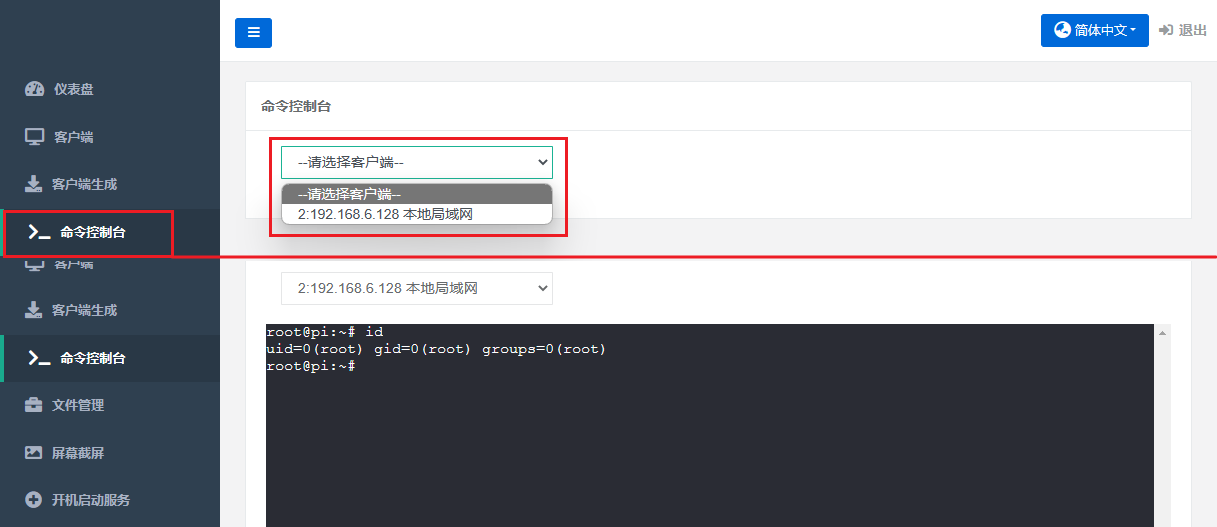 简体中文
退出
仪表盘
客户端
客户端生成
命令控制台
客户端
客户端生成
命令控制台
文件管理
屏幕截屏
开机启动服务
命令控制台
--请选择客户端--
--请选择客户端--
2:192.168.6.128 本地局域网
2:192.168.6.128 本地局域网
root@pi:~# id
uid=0(root) gid=0(root) groups=0(root)
root@pi:~#